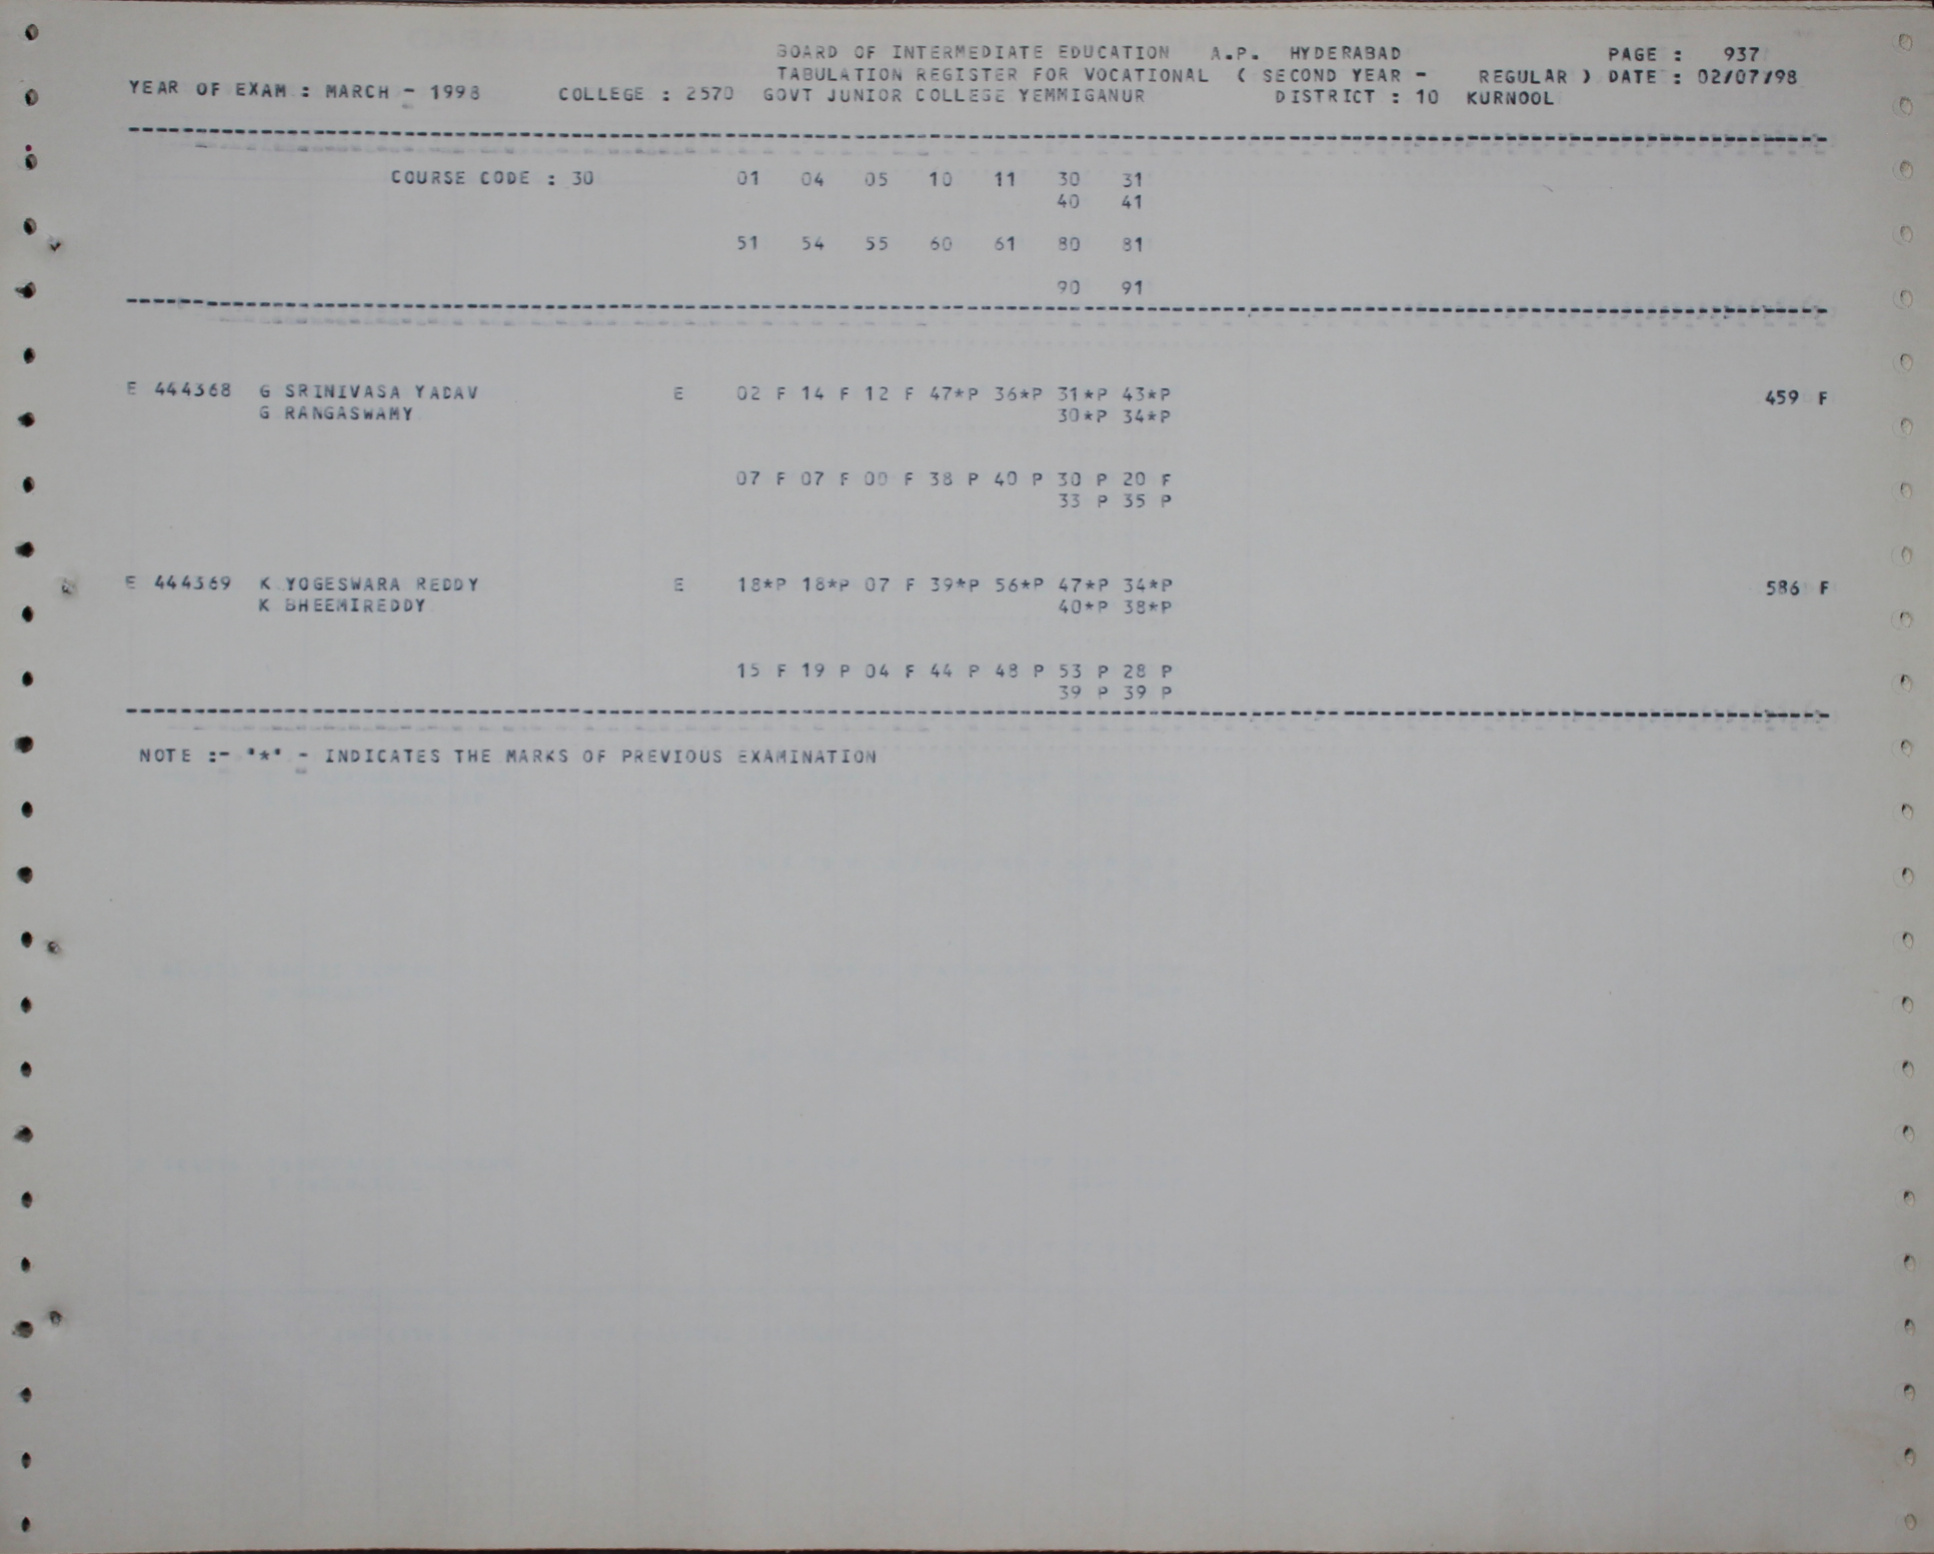 BOARD OF INTERMEDIATE EDUCATION A.P. HYDERABAD PAGE : 937
TABULATION REGISTER FOR VOCATIONAL ( SECOND YEAR - REGULAR ) DATE : 02/07/98
YEAR OF EXAM : MARCH - 1998 COLLEGE : 2570 GOVT JUNIOR COLLEGE YEMMIGANUR DISTRICT : 10 KURNOOL
COURSE CODE : 30 01 04 05 10 11 30 31
40 41
51 54 55 60 61 80 81
90 91
E 444368 G SRINIVASA YADAV E 02 F 14 F 12 F 47*P 36*P 31*P 43*P 459 F
G RANGASWAMY 30*P 34*P
07 F 07 F 00 F 38 P 40 P 30 P 20 F
33 P 35 P
E 444369 K YOGESWARA REDDY E 18*P 18*P 07 F 39*P 56*P 47*P 34*P 586 F
K BHEEMIREDDY 40*P 38*P
15 F 19 P 04 F 44 P 48 P 53 P 28 P
39 P 39 P
NOTE :- '*' - INDICATES THE MARKS OF PREVIOUS EXAMINATION